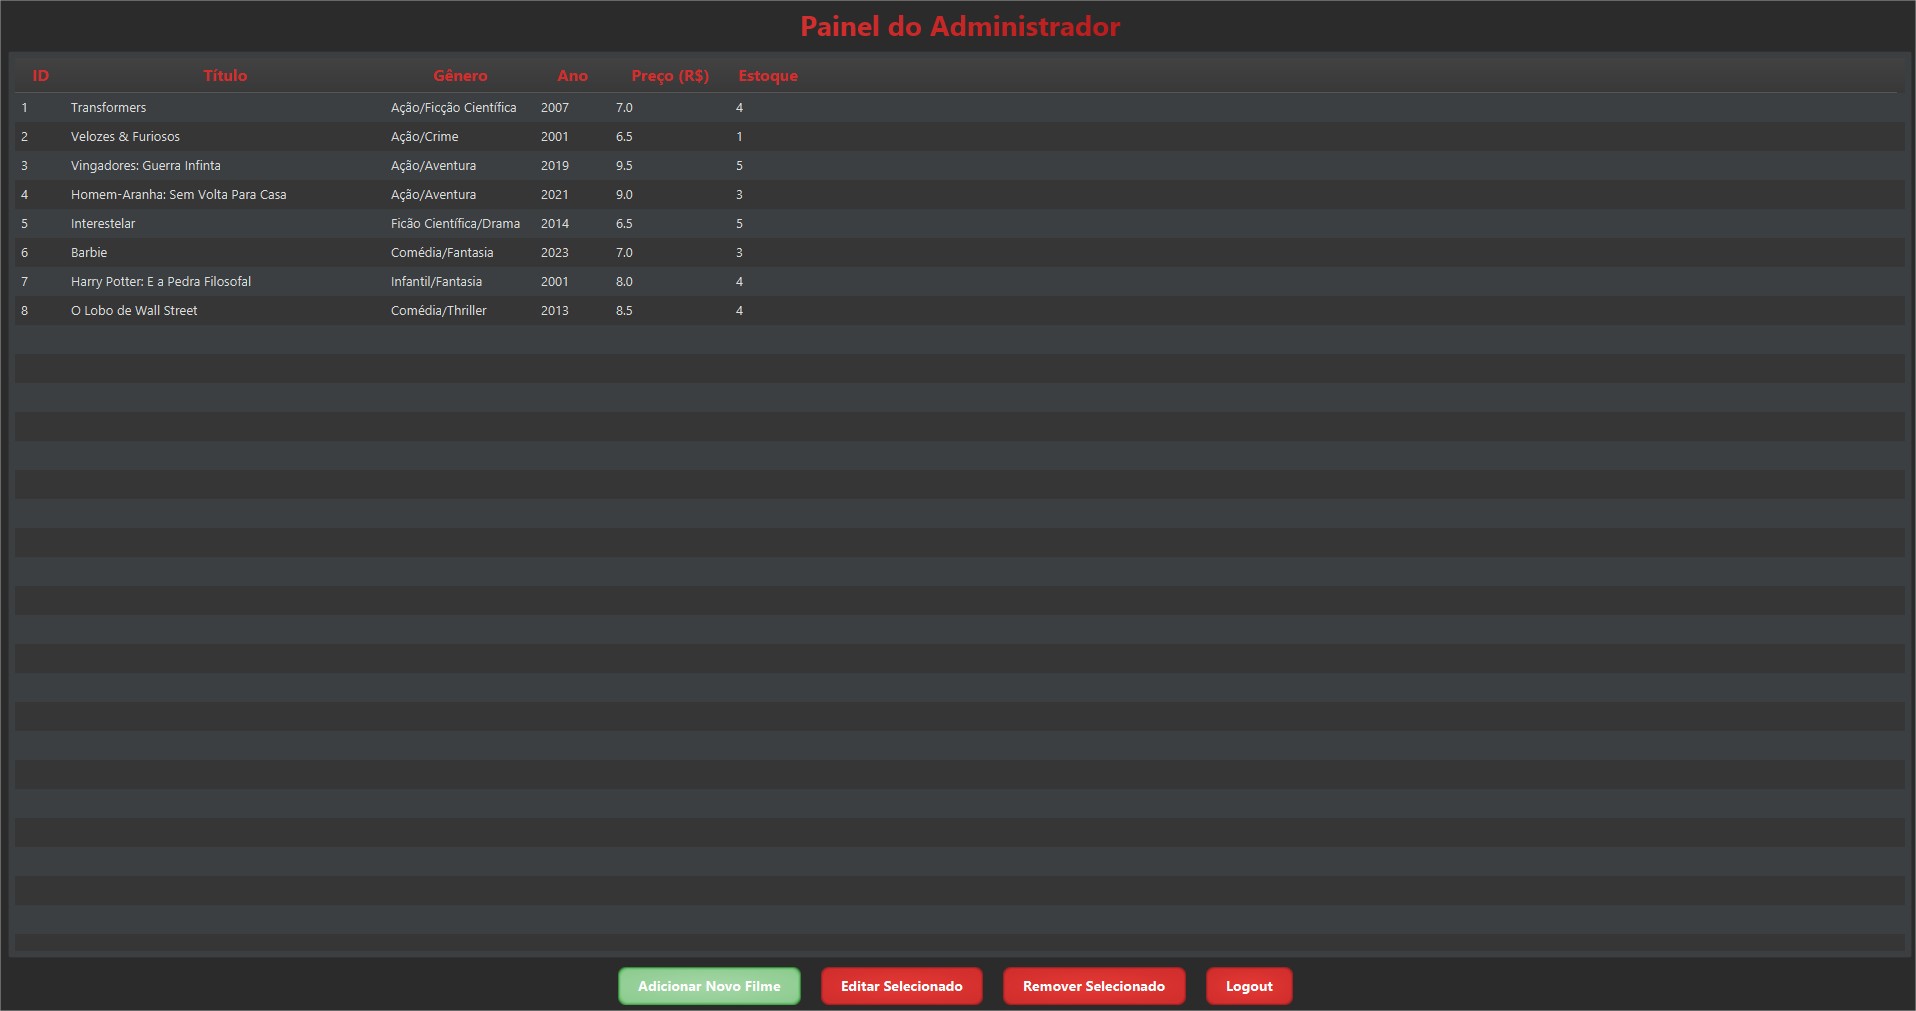 Painel do Administrador
ID Título Gênero Ano Preço (R$) Estoque
1 Transformers Ação/Ficção Científica 2007 7.0 4
2 Velozes & Furiosos Ação/Crime 2001 6.5 1
3 Vingadores: Guerra Infinta Ação/Aventura 2019 9.5 5
4 Homem-Aranha: Sem Volta Para Casa Ação/Aventura 2021 9.0 3
5 Interestelar Ficão Científica/Drama 2014 6.5 5
6 Barbie Comédia/Fantasia 2023 7.0 3
7 Harry Potter: E a Pedra Filosofal Infantil/Fantasia 2001 8.0 4
8 O Lobo de Wall Street Comédia/Thriller 2013 8.5 4
Adicionar Novo Filme Editar Selecionado Remover Selecionado Logout